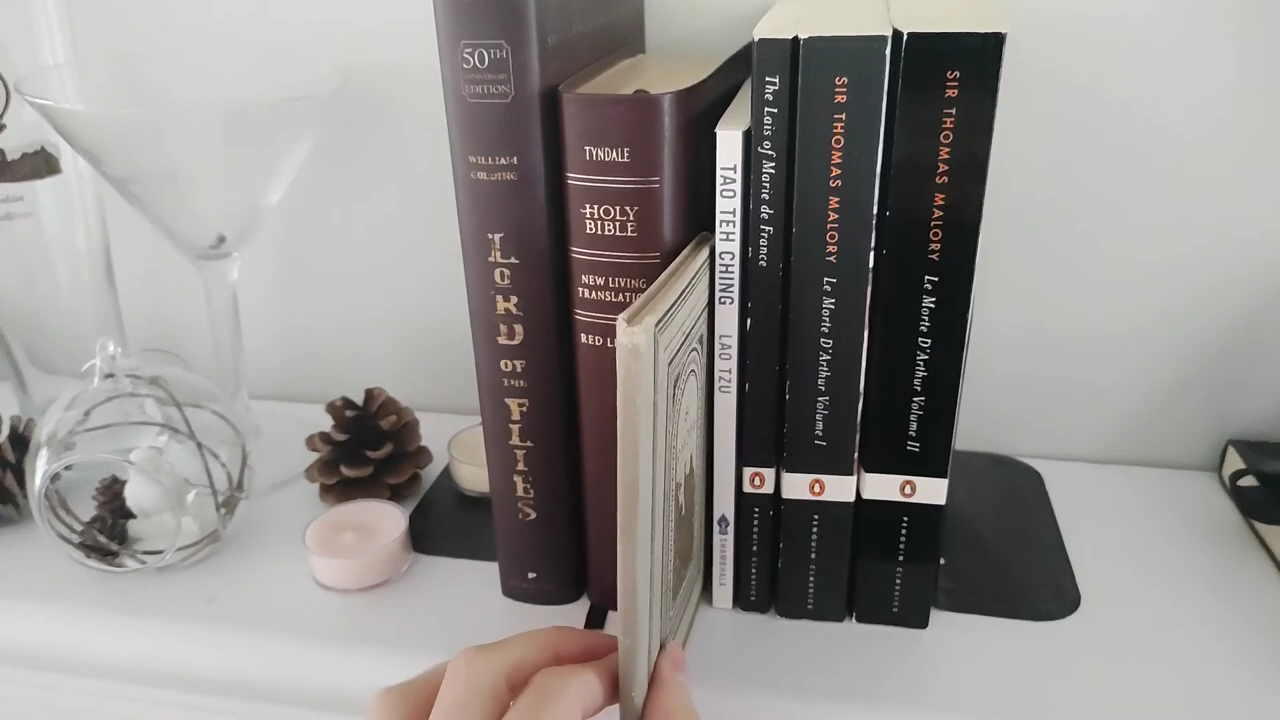 50TH
ANNIVERSARY
EDITION
WILLIAM
GOLDING
LORD
OF
THE
FLIES
TYNDALE
HOLY
BIBLE
NEW LIVING
TRANSLATIO
RED L
TAO TEH CHING LAO TZU
SHAMBHALA
The Lais of Marie de France
PENGUIN CLASSICS
SIR THOMAS MALORY Le Morte D'Arthur Volume I
PENGUIN CLASSICS
SIR THOMAS MALORY Le Morte D'Arthur Volume II
PENGUIN CLASSICS